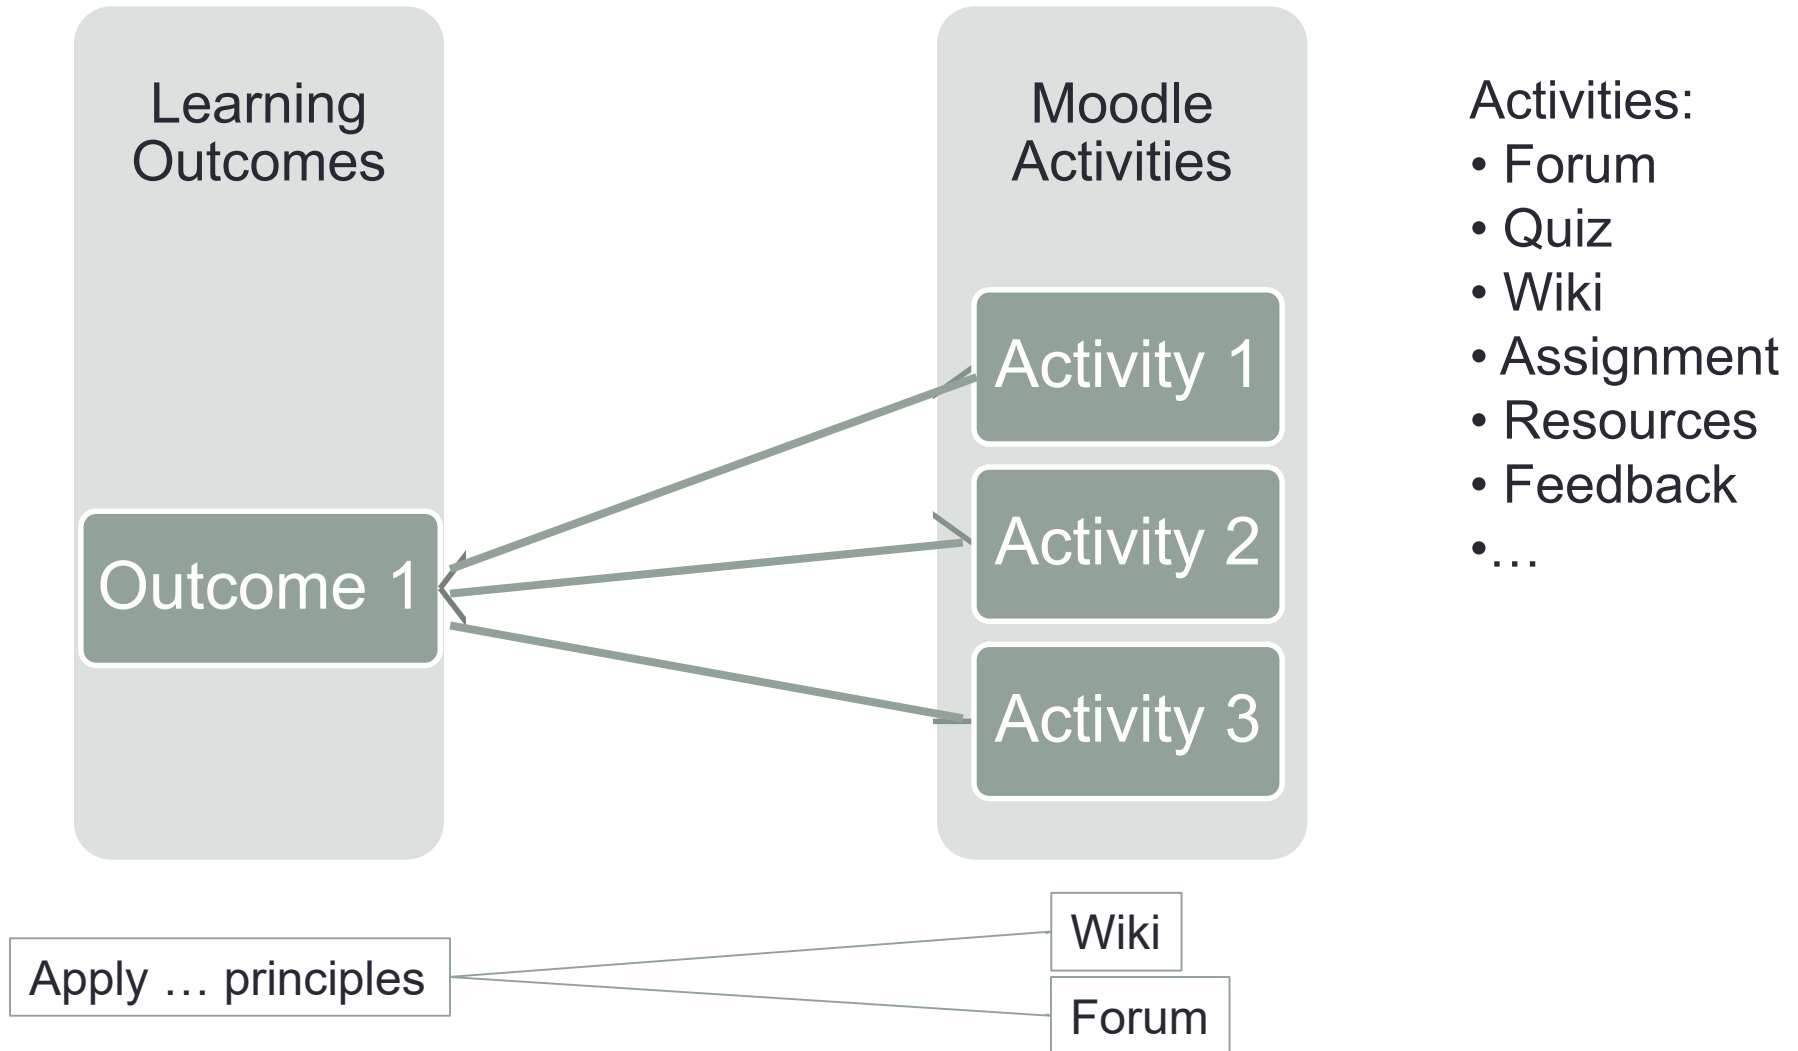 Learning
Outcomes
Outcome 1
Moodle
Activities
Activity 1
Activity 2
Activity 3
Activities:
• Forum
• Quiz
• Wiki
• Assignment
• Resources
• Feedback
•…
Apply … principles
Wiki
Forum